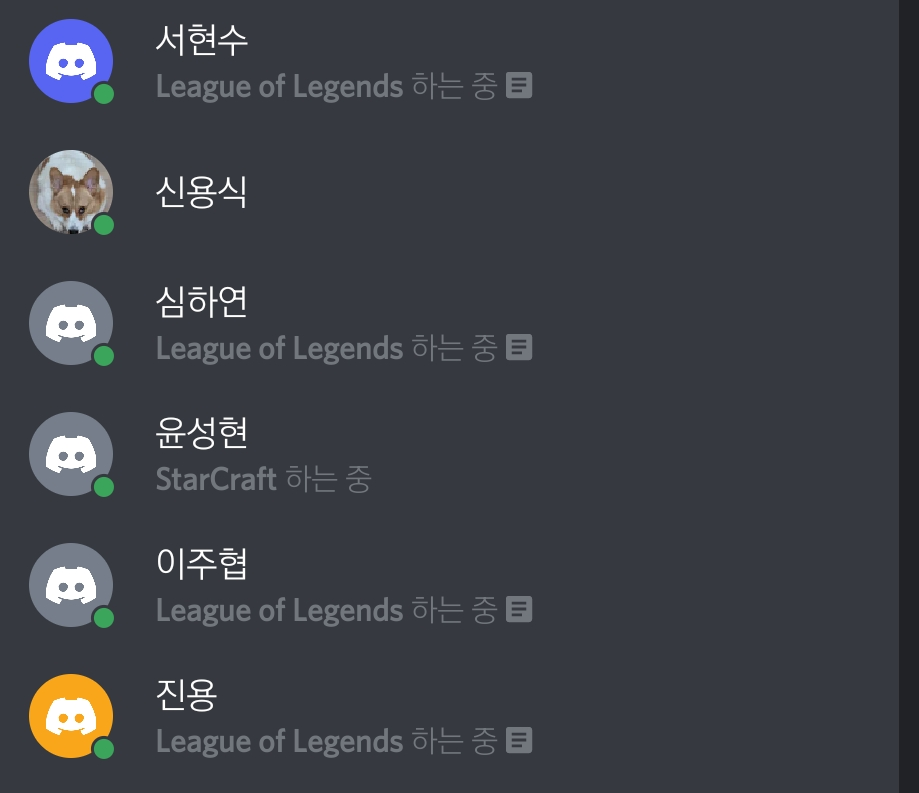 서현수
League of Legends 하는 중
신용식
심하연
League of Legends 하는 중
윤성현
StarCraft 하는 중
이주협
League of Legends 하는 중
진용
League of Legends 하는 중